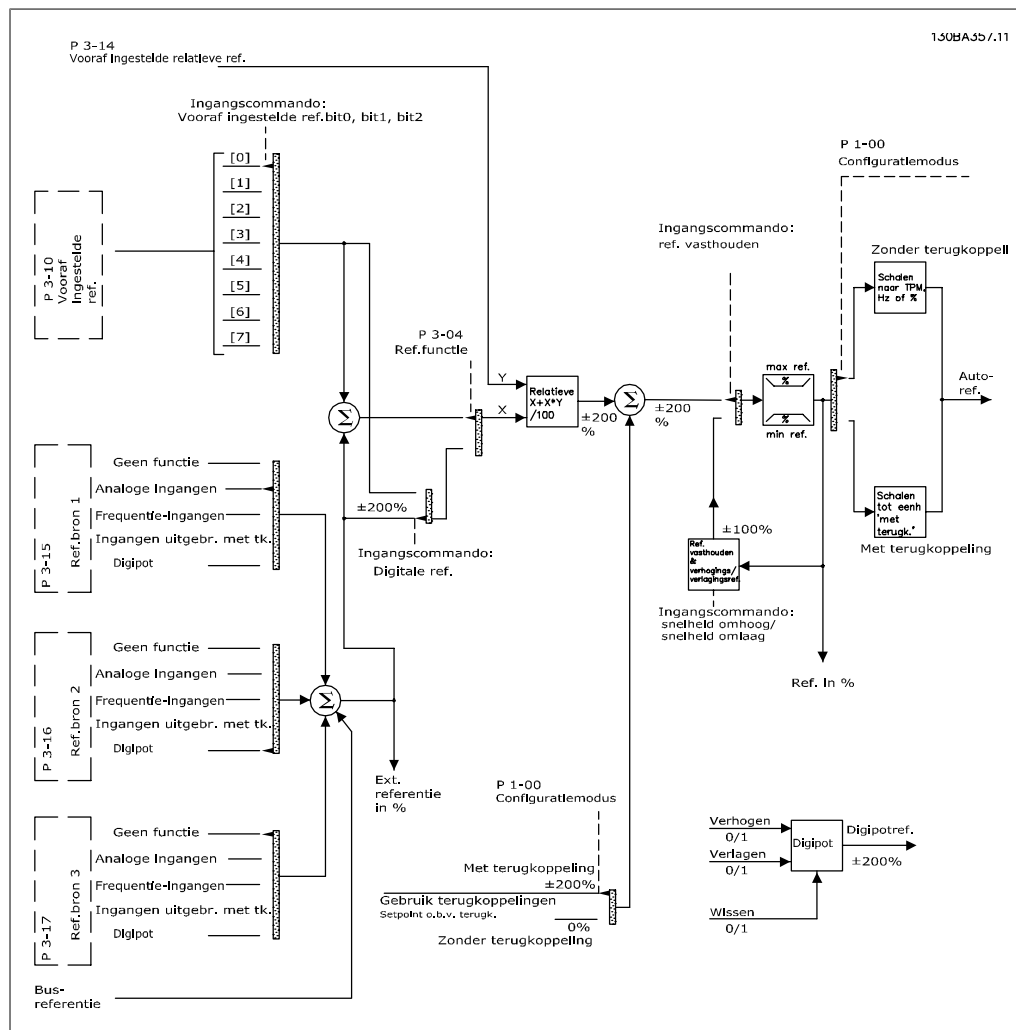 130BA357.11
P 3-14
Vooraf Ingestelde relatieve ref.
Ingangscommando:
Vooraf ingestelde ref.bit0, bit1, bit2
[0]
[1]
[2]
[3]
[4]
[5]
[6]
[7]
P 3-10
Vooraf
Ingestelde
ref.
P 1-00
Configuratiemodus
Ingangscommando:
ref. vasthouden
Zonder terugkoppell
Schalen
naar TPM,
Hz of %
P 3-04
Ref.functie
Y
X
Relatieve
X+X*Y
/100
±200
%
Σ
±200
%
max ref.
%
%
min ref.
Auto-
ref.
Σ
Schalen
tot eenh
'met
terugk.'
Met terugkoppeling
±200%
Ingangscommando:
Digitale ref.
±100%
Ref.
vasthouden
&
verhogings/
verlagingsref.
Ingangscommando:
snelheid omhoog/
snelheid omlaag
Ref. In %
P 3-15
Ref.bron 1
Geen functie
Analoge Ingangen
Frequentie-Ingangen
Ingangen uitgebr. met tk.
Digipot
P 3-16
Ref.bron 2
Geen functie
Analoge Ingangen
Frequentie-Ingangen
Ingangen uitgebr. met tk.
Digipot
Σ
Ext.
referentie
in %
P 3-17
Ref.bron 3
Geen functie
Analoge Ingangen
Frequentie-Ingangen
Ingangen uitgebr. met tk.
Digipot
Bus-
referentie
P 1-00
Configuratiemodus
Met terugkoppeling
±200%
Gebruik terugkoppelingen
Setpoint o.b.v. terugk.
0%
Zonder terugkoppeling
Verhogen
0/1
Verlagen
0/1
Wissen
0/1
Digipot
Digipotref.
±200%